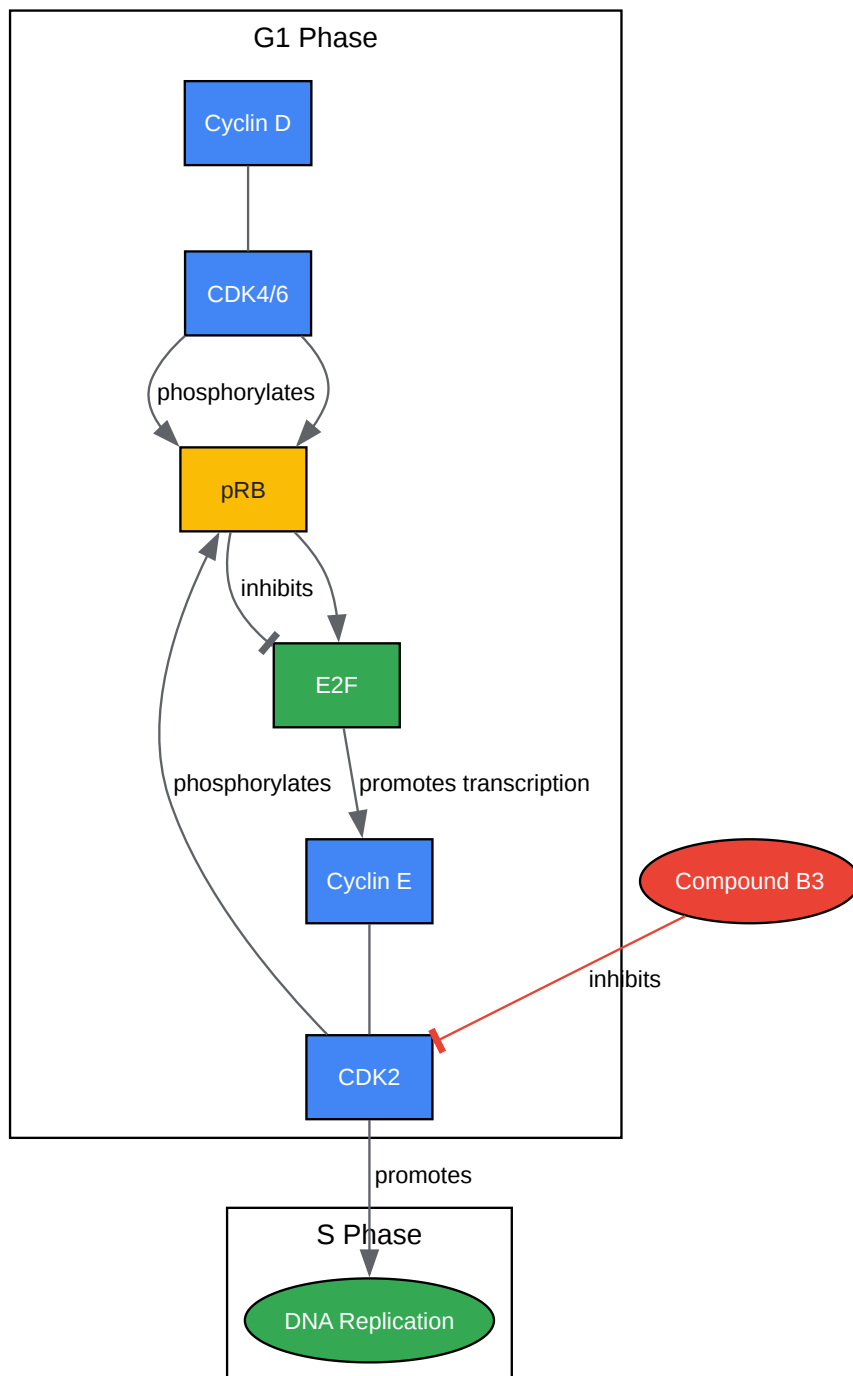 G1 Phase
Cyclin D
CDK4/6
phosphorylates
pRB
inhibits
E2F
phosphorylates
promotes transcription
Cyclin E
Compound B3
inhibits
CDK2
promotes
S Phase
DNA Replication